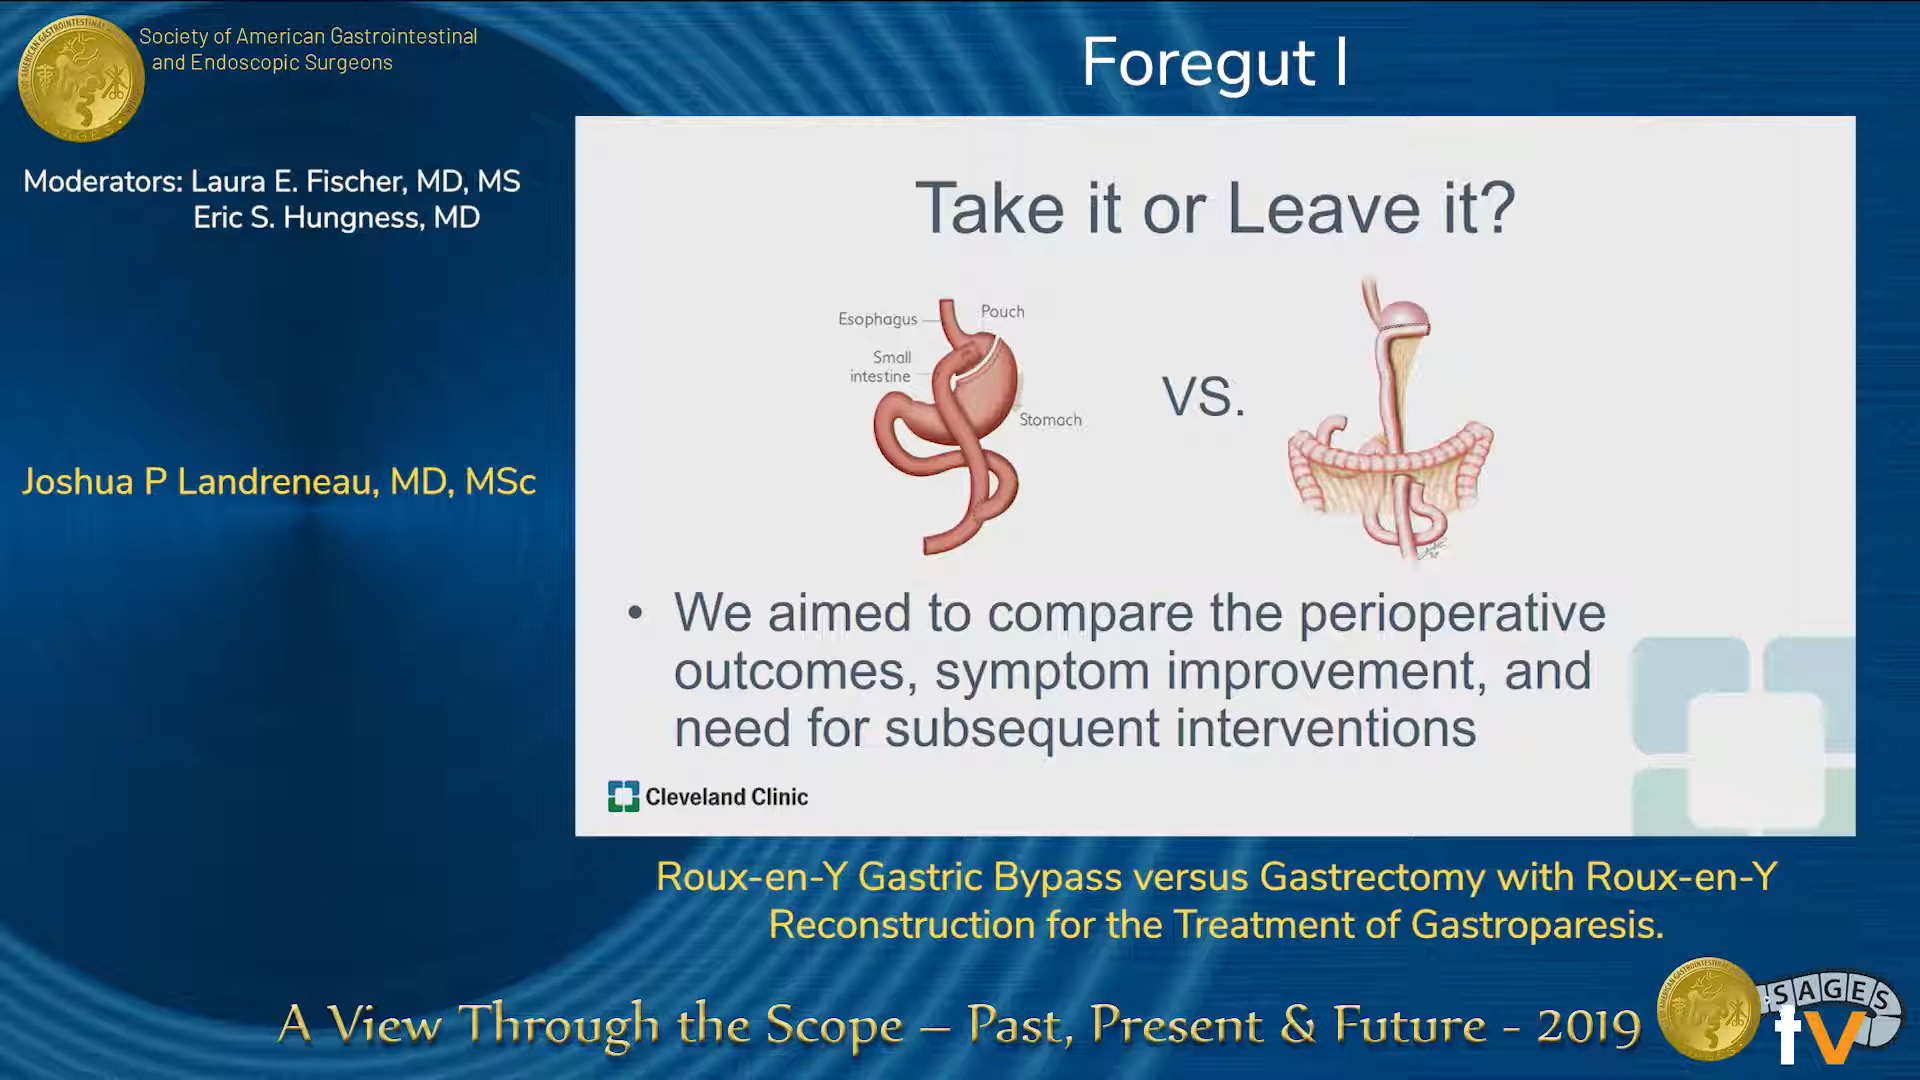 Society of American Gastrointestinal
and Endoscopic Surgeons
Foregut I
Moderators: Laura E. Fischer, MD, MS
Eric S. Hungness, MD
Joshua P Landreneau, MD, MSc
Take it or Leave it?
Esophagus
Pouch
Small
intestine
Stomach
VS.
• We aimed to compare the perioperative
outcomes, symptom improvement, and
need for subsequent interventions
Cleveland Clinic
Roux-en-Y Gastric Bypass versus Gastrectomy with Roux-en-Y
Reconstruction for the Treatment of Gastroparesis.
A View Through the Scope – Past, Present & Future - 2019
SAGES
tv